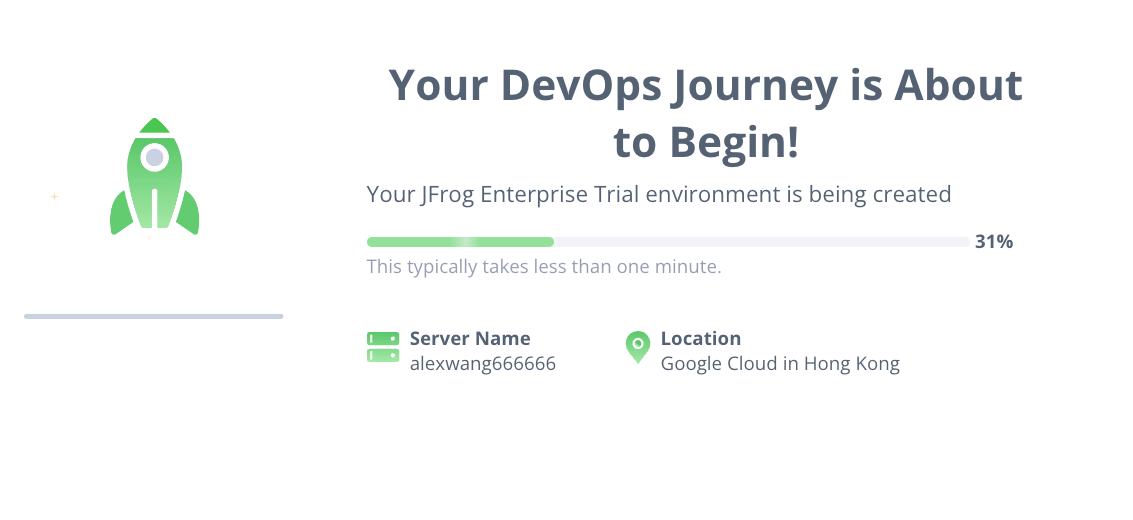 Your DevOps Journey is About
to Begin!
Your JFrog Enterprise Trial environment is being created
31%
This typically takes less than one minute.
Server Name
alexwang666666
Location
Google Cloud in Hong Kong